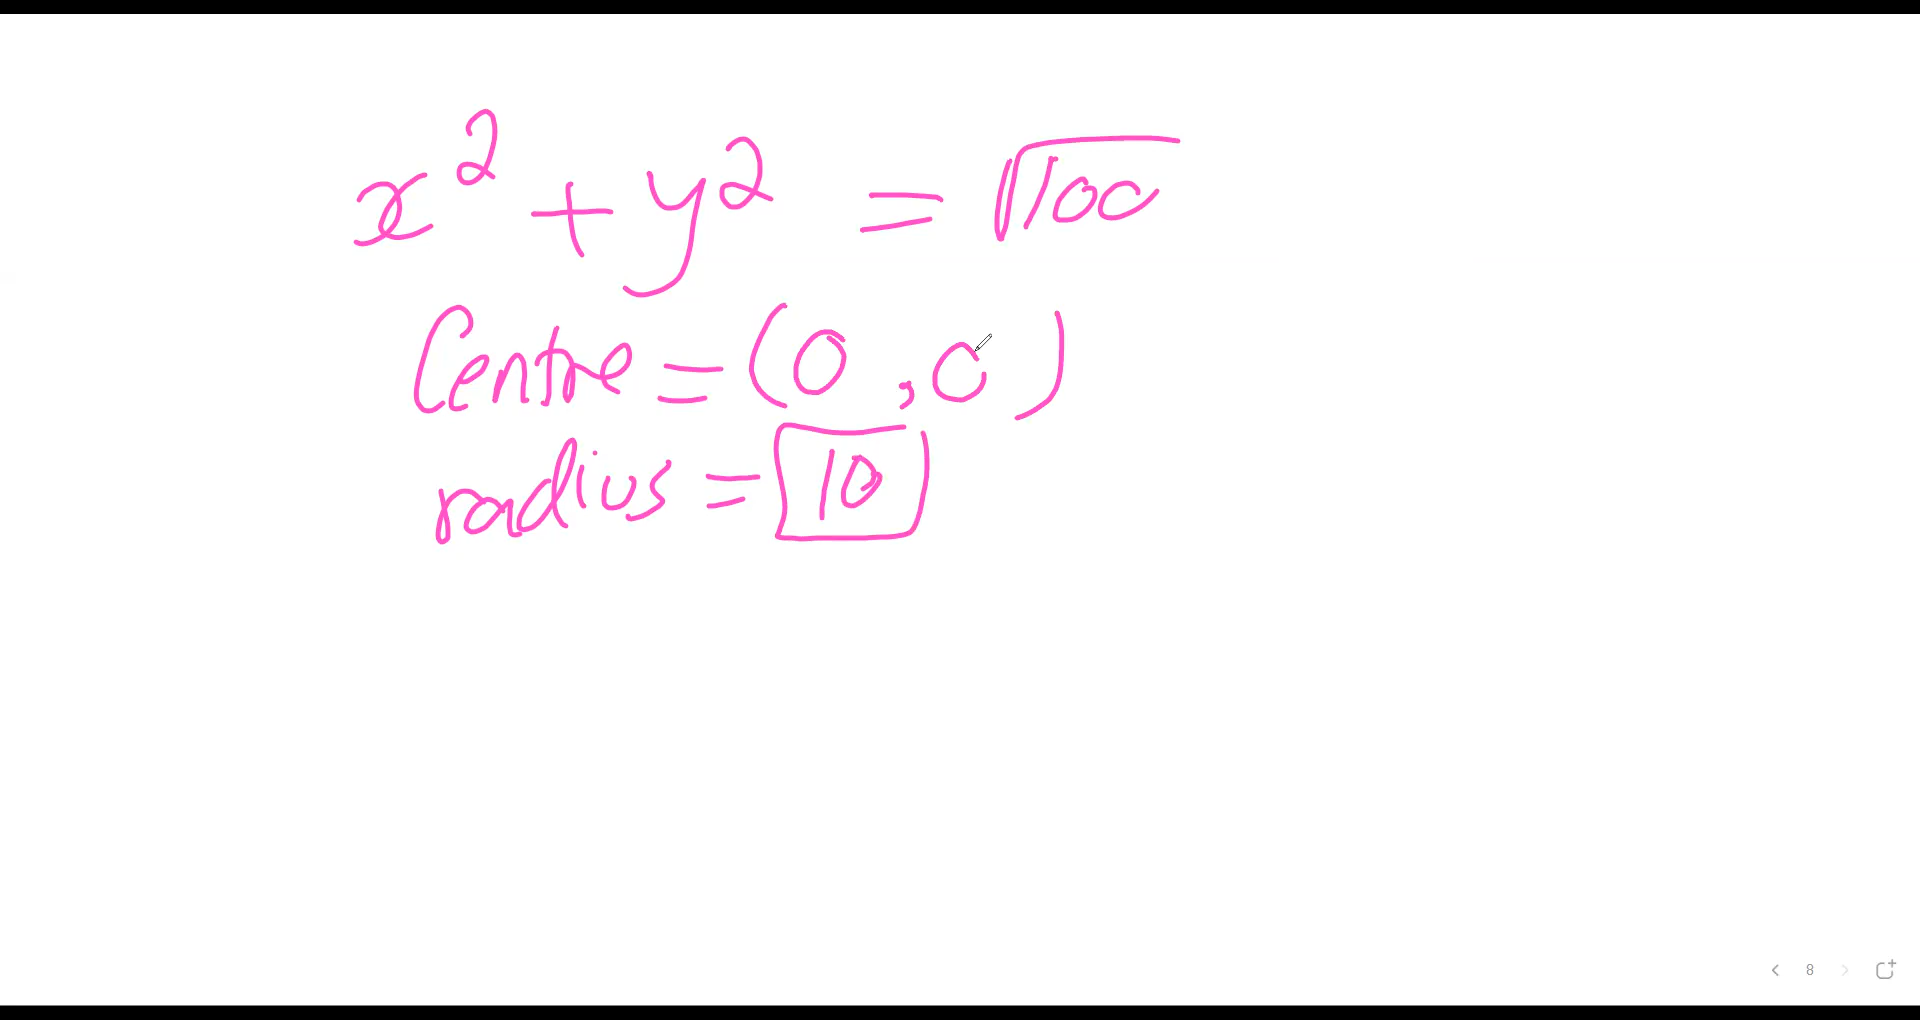 x² + y² = √100
Centre = (0, 0)
radius = 10
8